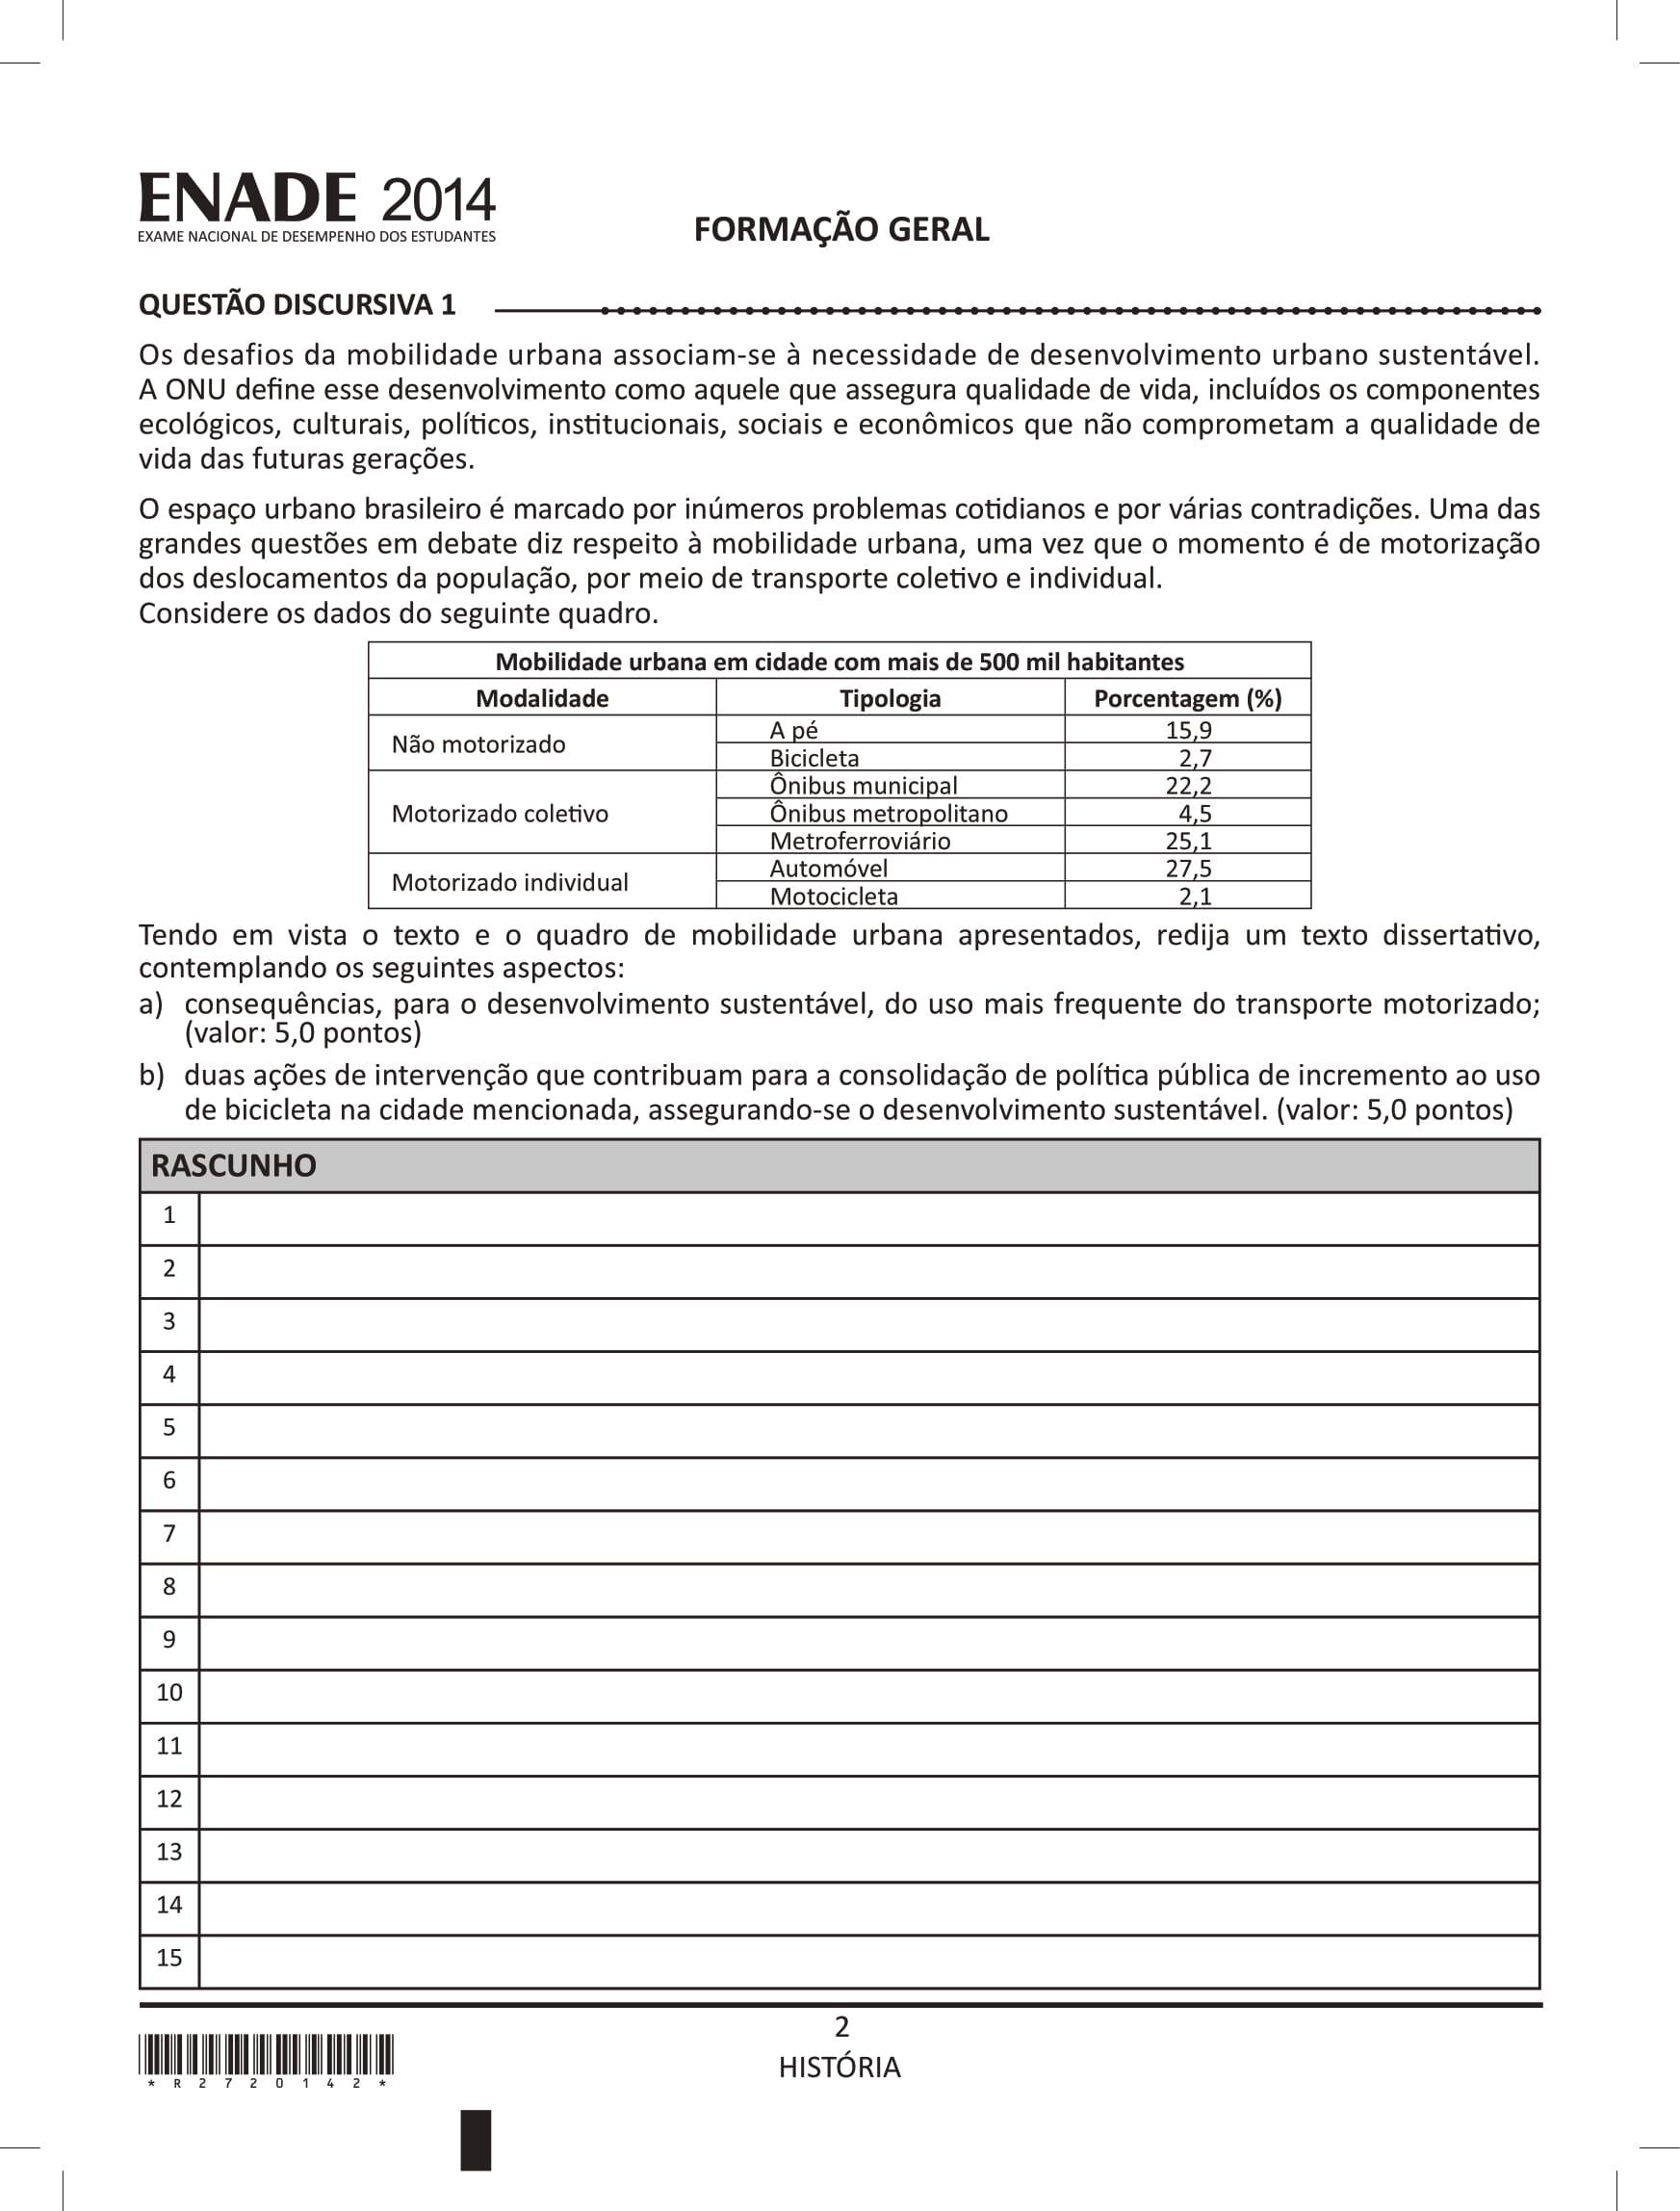 ENADE 2014
EXAME NACIONAL DE DESEMPENHO DOS ESTUDANTES
FORMAÇÃO GERAL
QUESTÃO DISCURSIVA 1
Os desafios da mobilidade urbana associam-se à necessidade de desenvolvimento urbano sustentável.
A ONU define esse desenvolvimento como aquele que assegura qualidade de vida, incluídos os componentes
ecológicos, culturais, políticos, institucionais, sociais e econômicos que não comprometam a qualidade de
vida das futuras gerações.
O espaço urbano brasileiro é marcado por inúmeros problemas cotidianos e por várias contradições. Uma das
grandes questões em debate diz respeito à mobilidade urbana, uma vez que o momento é de motorização
dos deslocamentos da população, por meio de transporte coletivo e individual.
Considere os dados do seguinte quadro.
Mobilidade urbana em cidade com mais de 500 mil habitantes
Modalidade Tipologia Porcentagem (%)
Não motorizado
A pé 15,9
Bicicleta 2,7
Motorizado coletivo
Ônibus municipal 22,2
Ônibus metropolitano 4,5
Metroferroviário 25,1
Motorizado individual
Automóvel 27,5
Motocicleta 2,1
Tendo em vista o texto e o quadro de mobilidade urbana apresentados, redija um texto dissertativo,
contemplando os seguintes aspectos:
a) consequências, para o desenvolvimento sustentável, do uso mais frequente do transporte motorizado;
(valor: 5,0 pontos)
b) duas ações de intervenção que contribuam para a consolidação de política pública de incremento ao uso
de bicicleta na cidade mencionada, assegurando-se o desenvolvimento sustentável. (valor: 5,0 pontos)
RASCUNHO
1
2
3
4
5
6
7
8
9
10
11
12
13
14
15
2
HISTÓRIA
* R 2 7 2 0 1 4 2 *